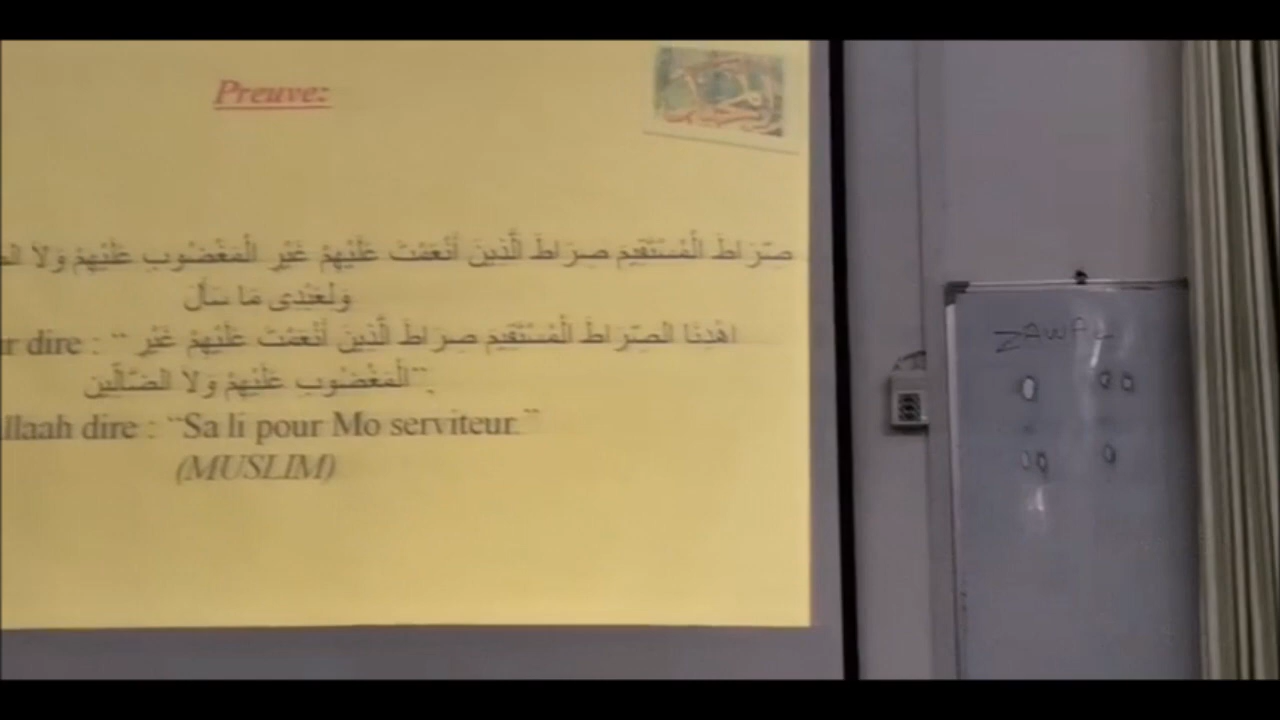 Preuve:
صِّرَاطَ الْمُسْتَقِيمَ صِرَاطَ الَّذِينَ أَنْعَمْتَ عَلَيْهِمْ غَيْرِ الْمَغْضُوبِ عَلَيْهِمْ وَلَا
وَلِعَبْدِى مَا سَأَلَ
dire : “ اهْدِنَا الصِّرَاطَ الْمُسْتَقِيمَ صِرَاطَ الَّذِينَ أَنْعَمْتَ عَلَيْهِمْ غَيْرِ
الْمَغْضُوبِ عَلَيْهِمْ وَلَا الضَّالِّينَ”.
llaah dire : “Sa li pour Mo serviteur.”
(MUSLIM)
ZAWAL